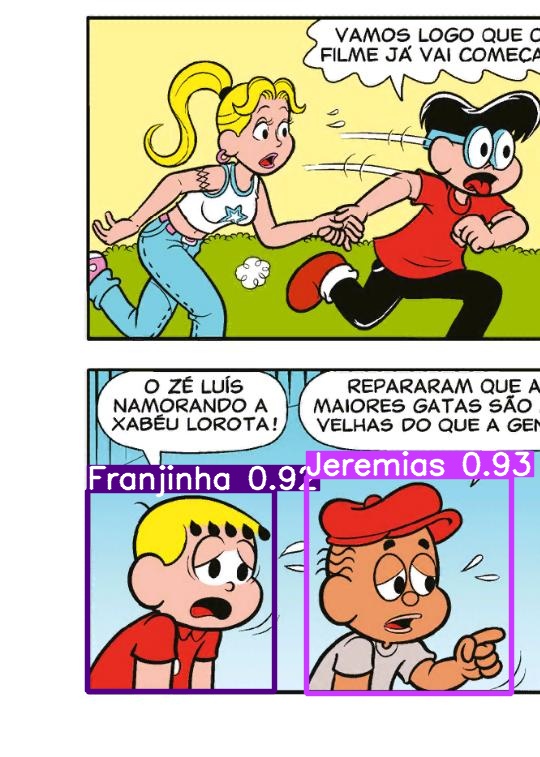 VAMOS LOGO QUE O
FILME JÁ VAI COMEÇA
O ZÉ LUÍS
NAMORANDO A
XABÉU LOROTA!
REPARARAM QUE A
MAIORES GATAS SÃO
VELHAS DO QUE A GEN
Franjinha 0.92
Jeremias 0.93